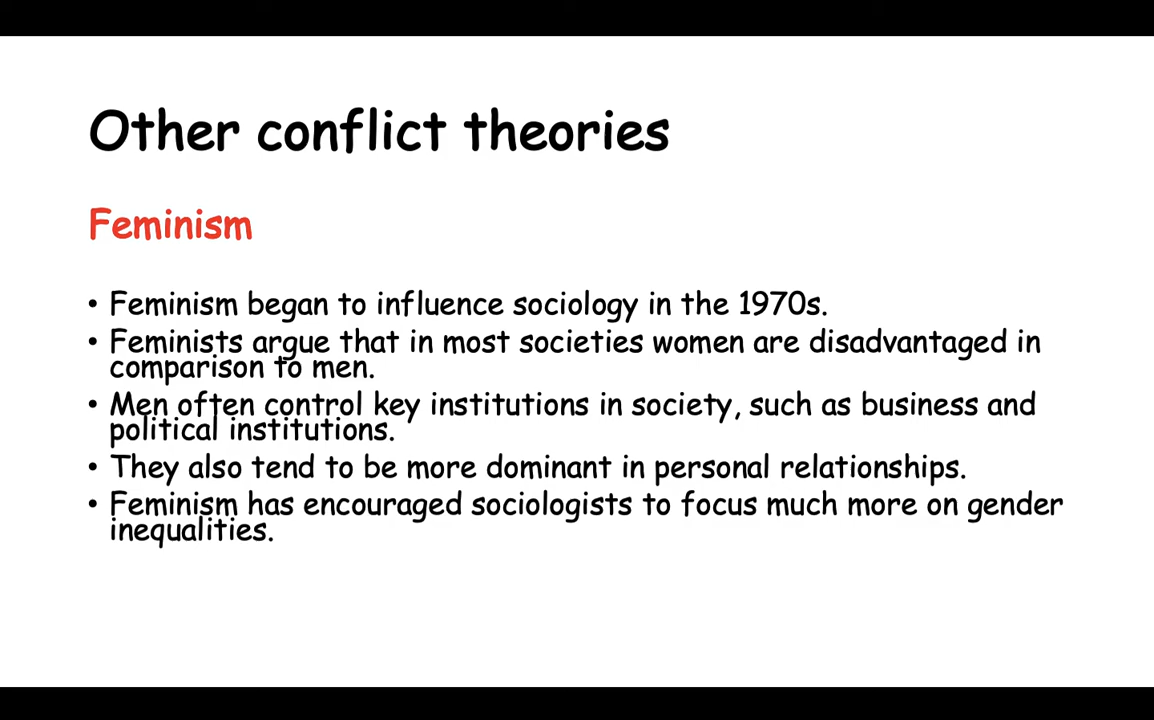 Other conflict theories
Feminism
• Feminism began to influence sociology in the 1970s.
• Feminists argue that in most societies women are disadvantaged in
comparison to men.
• Men often control key institutions in society, such as business and
political institutions.
• They also tend to be more dominant in personal relationships.
• Feminism has encouraged sociologists to focus much more on gender
inequalities.